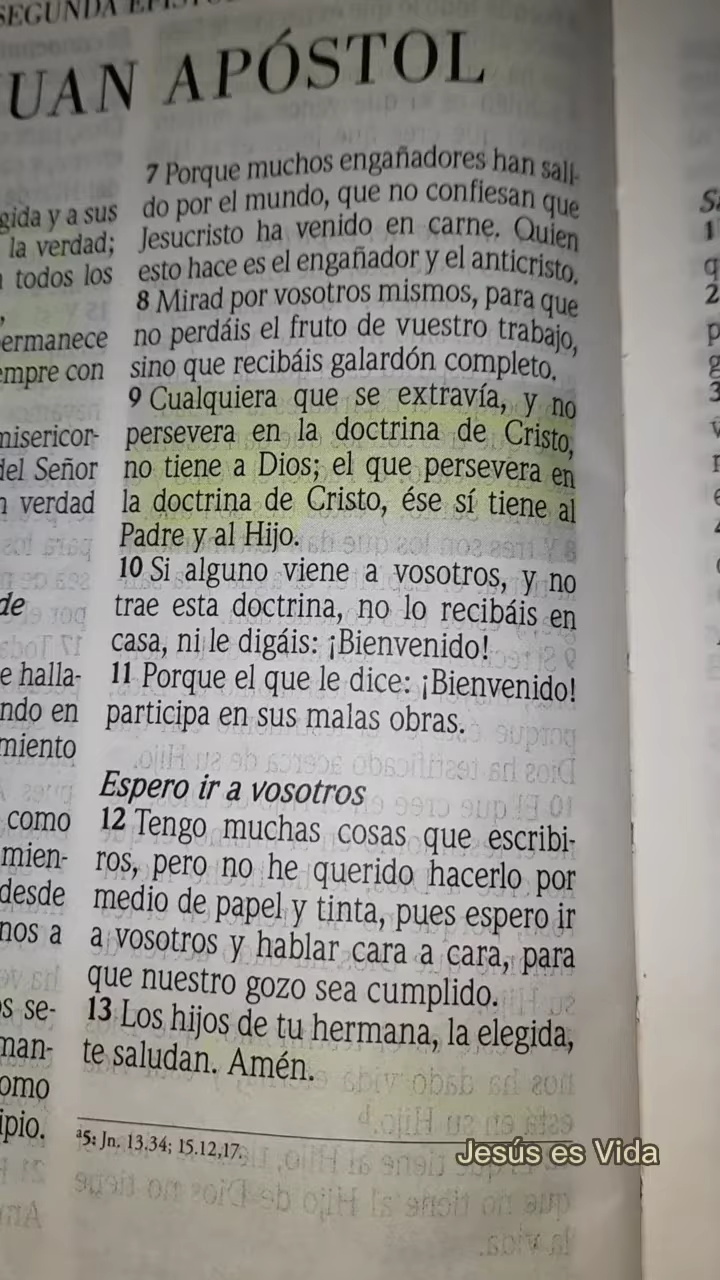 SEGUNDA
UAN APÓSTOL
gida y a sus
la verdad;
todos los
ermanece
empre con
misericor-
del Señor
verdad
de
e halla-
ndo en
miento
como
mien-
desde
nos a
s se-
man-
omo
ipio.
7 Porque muchos engañadores han sali-
do por el mundo, que no confiesan que
Jesucristo ha venido en carne. Quien
esto hace es el engañador y el anticristo.
8 Mirad por vosotros mismos, para que
no perdáis el fruto de vuestro trabajo,
sino que recibáis galardón completo.
9 Cualquiera que se extravía, y no
persevera en la doctrina de Cristo,
no tiene a Dios; el que persevera en
la doctrina de Cristo, ése sí tiene al
Padre y al Hijo.
10 Si alguno viene a vosotros, y no
trae esta doctrina, no lo recibáis en
casa, ni le digáis: ¡Bienvenido!
11 Porque el que le dice: ¡Bienvenido!
participa en sus malas obras.
Espero ir a vosotros
12 Tengo muchas cosas que escribi-
ros, pero no he querido hacerlo por
medio de papel y tinta, pues espero ir
a vosotros y hablar cara a cara, para
que nuestro gozo sea cumplido.
13 Los hijos de tu hermana, la elegida,
te saludan. Amén.
a5: Jn. 13.34; 15.12,17.
Jesús es Vida
1
2
3